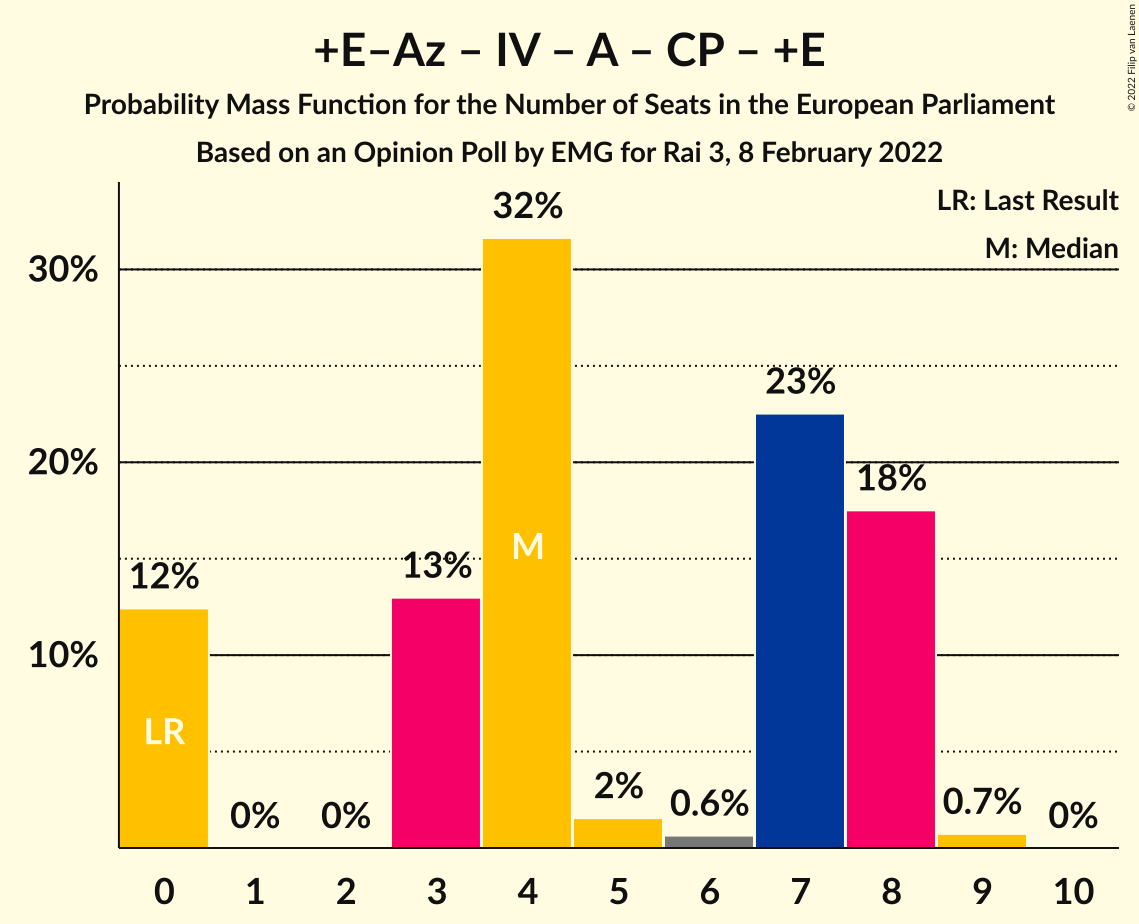 +E–Az – IV – A – CP – +E
Probability Mass Function for the Number of Seats in the European Parliament
Based on an Opinion Poll by EMG for Rai 3, 8 February 2022
© 2022 Filip van Laenen
LR: Last Result
M: Median
30%
20%
10%
12%
0%
0%
13%
32%
2%
0.6%
23%
18%
0.7%
0%
LR
M
0 1 2 3 4 5 6 7 8 9 10